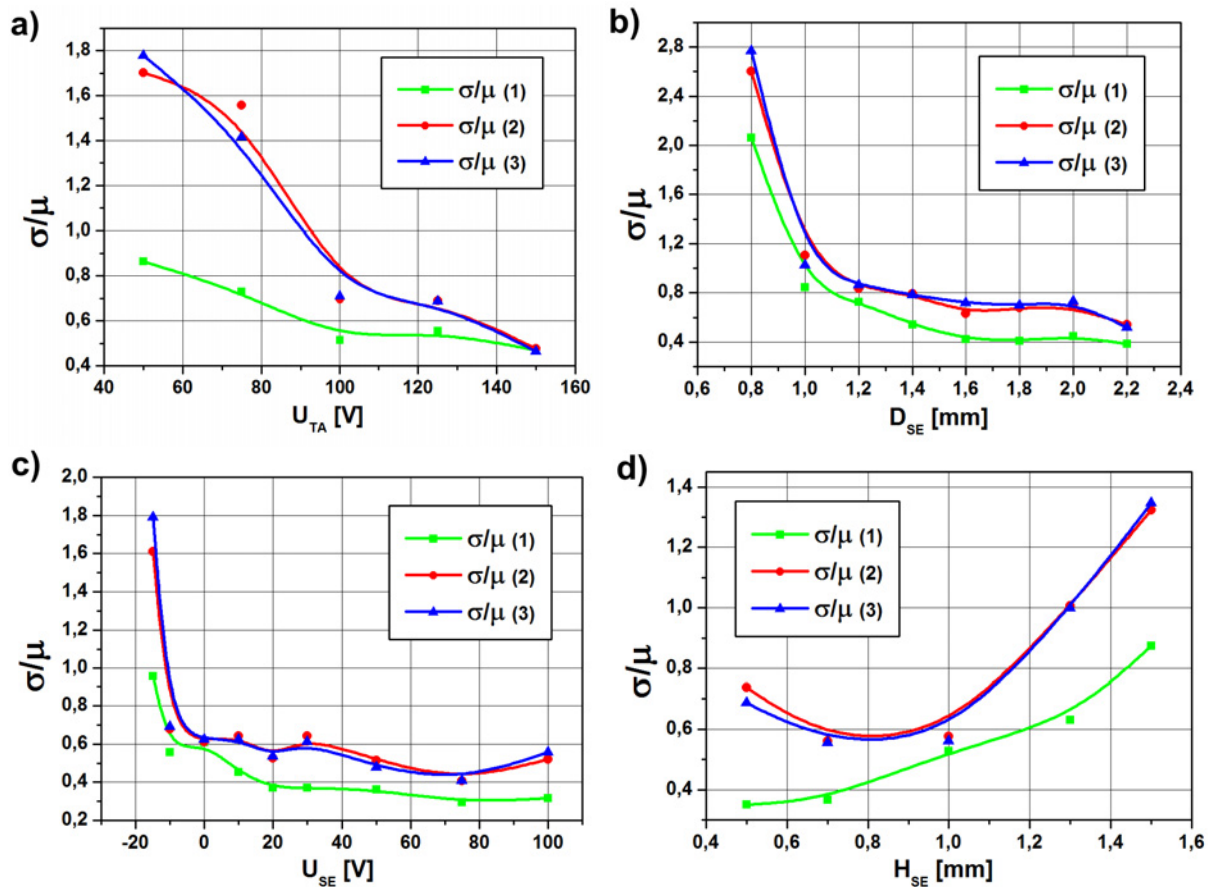 a)
1,8
1,6
1,4
1,2
1,0
0,8
0,6
0,4
σ/μ
σ/μ (1)
σ/μ (2)
σ/μ (3)
40 60 80 100 120 140 160
U_TA [V]
b)
2,8
2,4
2,0
1,6
1,2
0,8
0,4
σ/μ
σ/μ (1)
σ/μ (2)
σ/μ (3)
0,6 0,8 1,0 1,2 1,4 1,6 1,8 2,0 2,2 2,4
D_SE [mm]
c)
2,0
1,8
1,6
1,4
1,2
1,0
0,8
0,6
0,4
0,2
σ/μ
σ/μ (1)
σ/μ (2)
σ/μ (3)
-20 0 20 40 60 80 100
U_SE [V]
d)
1,4
1,2
1,0
0,8
0,6
0,4
σ/μ
σ/μ (1)
σ/μ (2)
σ/μ (3)
0,4 0,6 0,8 1,0 1,2 1,4 1,6
H_SE [mm]